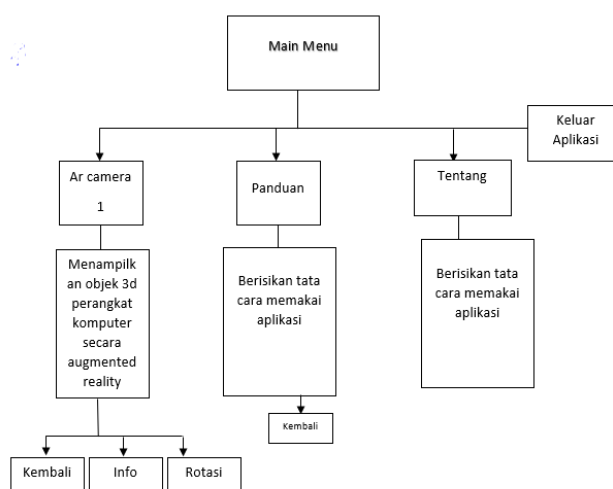 Main Menu
Keluar
Aplikasi
Ar camera
1
Panduan
Tentang
Menampilk
an objek 3d
perangkat
komputer
secara
augmented
reality
Berisikan tata
cara memakai
aplikasi
Berisikan tata
cara memakai
aplikasi
Kembali
Kembali
Info
Rotasi